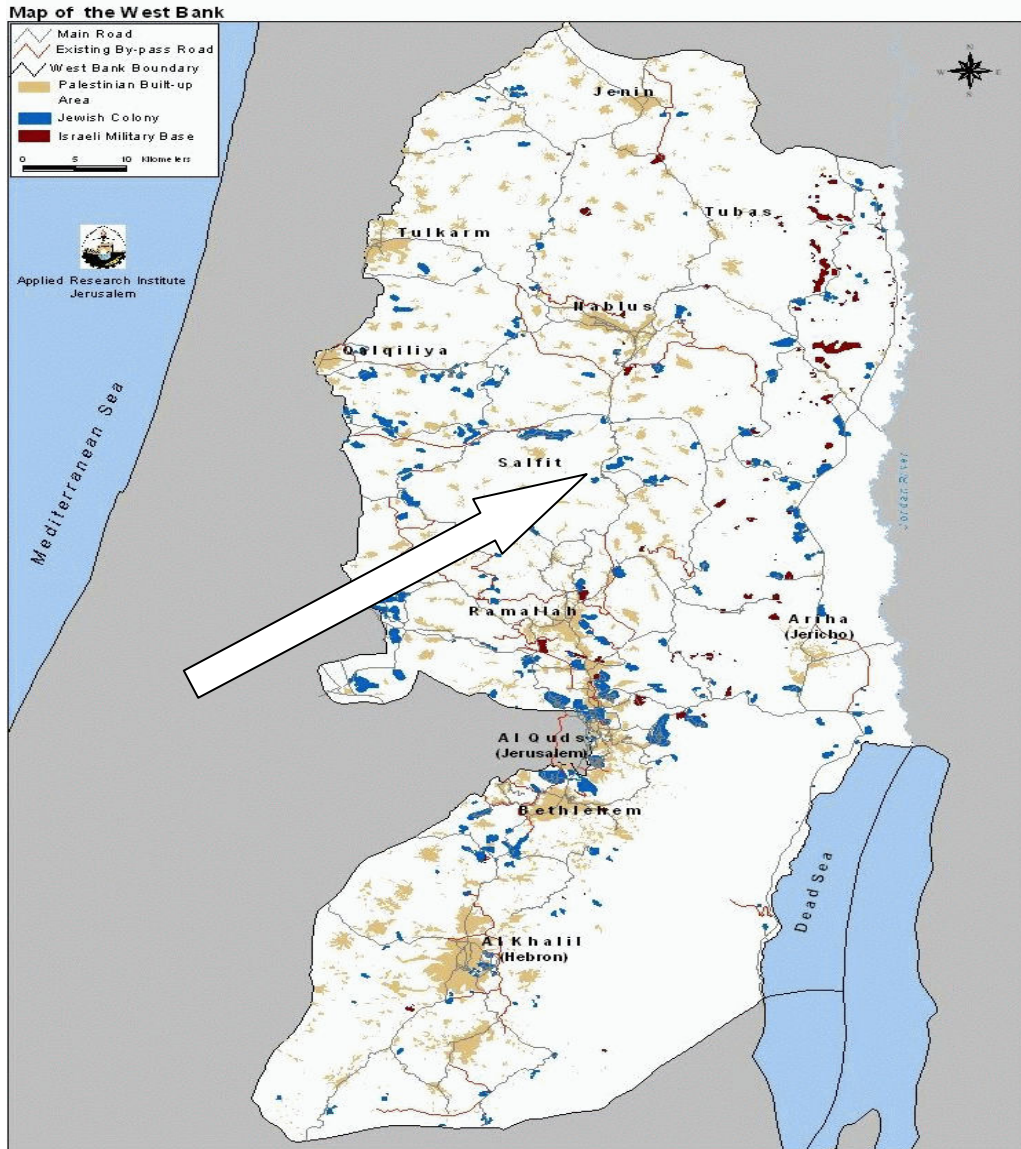 Map of the West Bank
Main Road
Existing By-pass Road
West Bank Boundary
Palestinian Built-up
Area
Jewish Colony
Israeli Military Base
0 5 10 Kilometers
N
W E
Applied Research Institute
Jerusalem
Mediterranean Sea
Jenin
Tubas
Tulkarm
Nablus
Qalqiliya
Salfit
Jordan River
Ramallah
Ariha
(Jericho)
Al Quds
(Jerusalem)
Bethlehem
Dead Sea
Al Khalil
(Hebron)